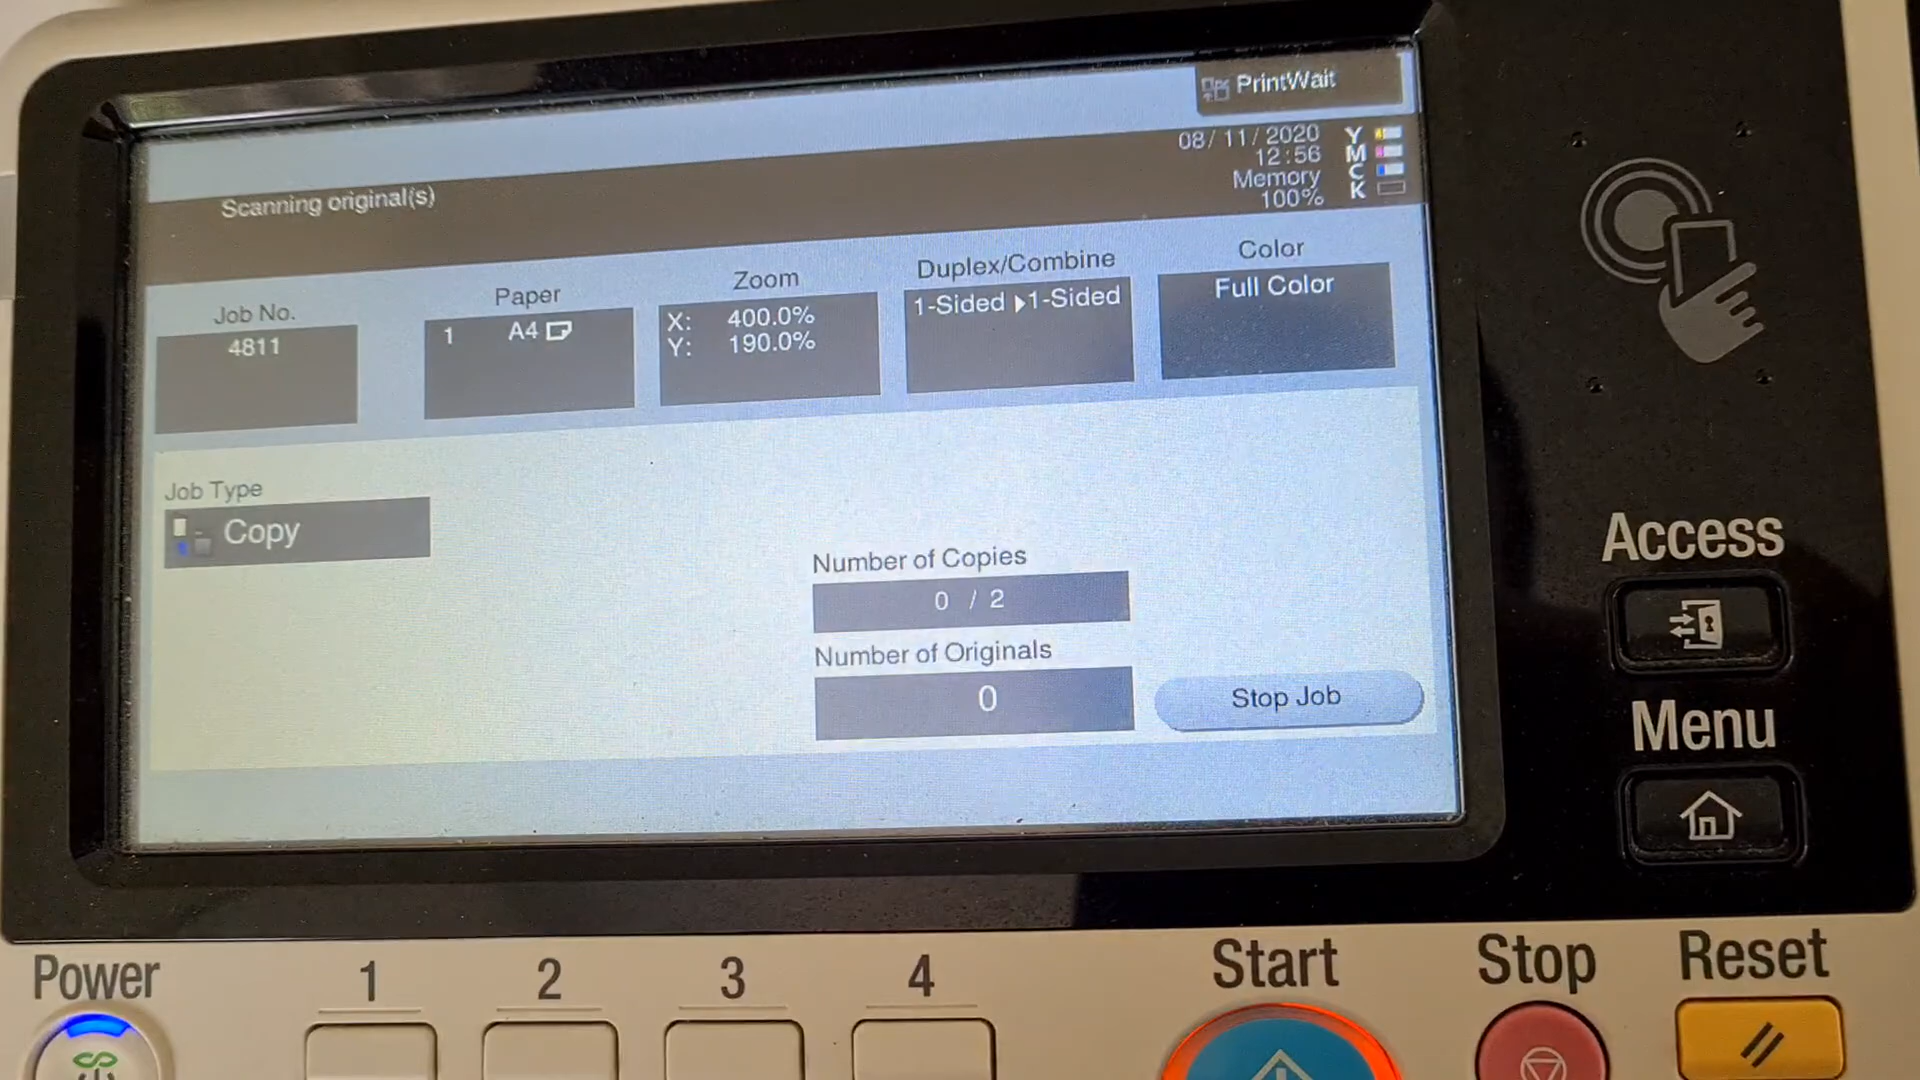 PrintWait
08/11/2020
12:56
Memory
100%
Y
M
C
K
Scanning original(s)
Job No.
4811
Paper
1 A4
Zoom
X: 400.0%
Y: 190.0%
Duplex/Combine
1-Sided ▶1-Sided
Color
Full Color
Job Type
Copy
Number of Copies
0 / 2
Number of Originals
0
Stop Job
Access
Menu
Power
1
2
3
4
Start
Stop
Reset